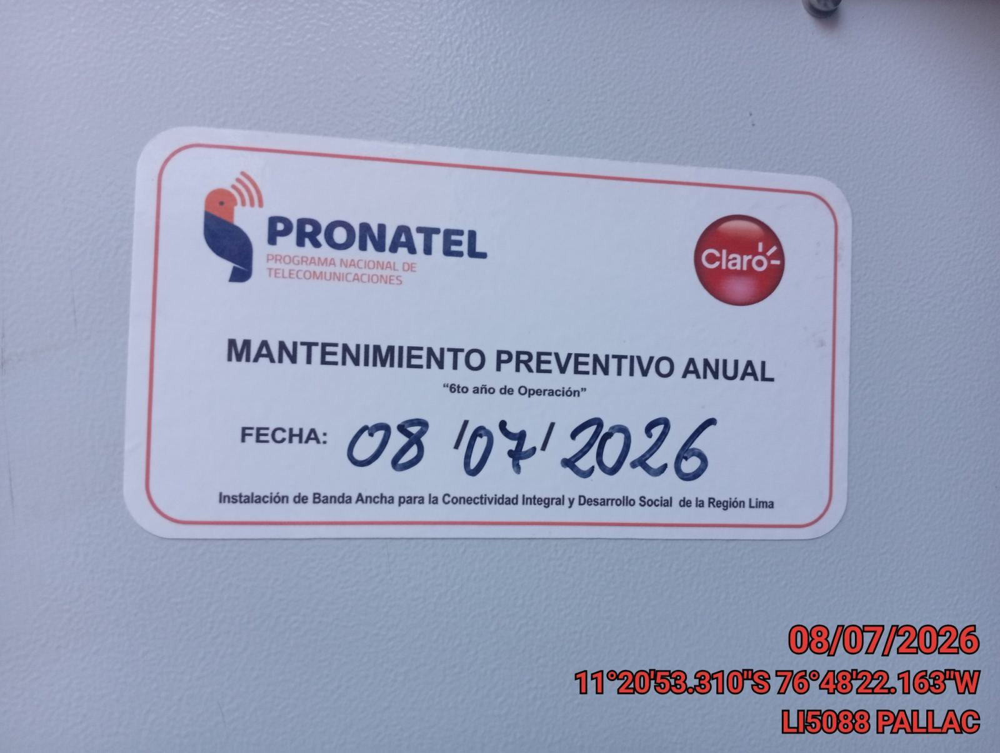 PRONATEL
PROGRAMA NACIONAL DE
TELECOMUNICACIONES
Claro
MANTENIMIENTO PREVENTIVO ANUAL
“6to año de Operación”
FECHA: 08/07/2026
Instalación de Banda Ancha para la Conectividad Integral y Desarrollo Social de la Región Lima
08/07/2026
11°20'53.310"S 76°48'22.163"W
LI5088 PALLAC